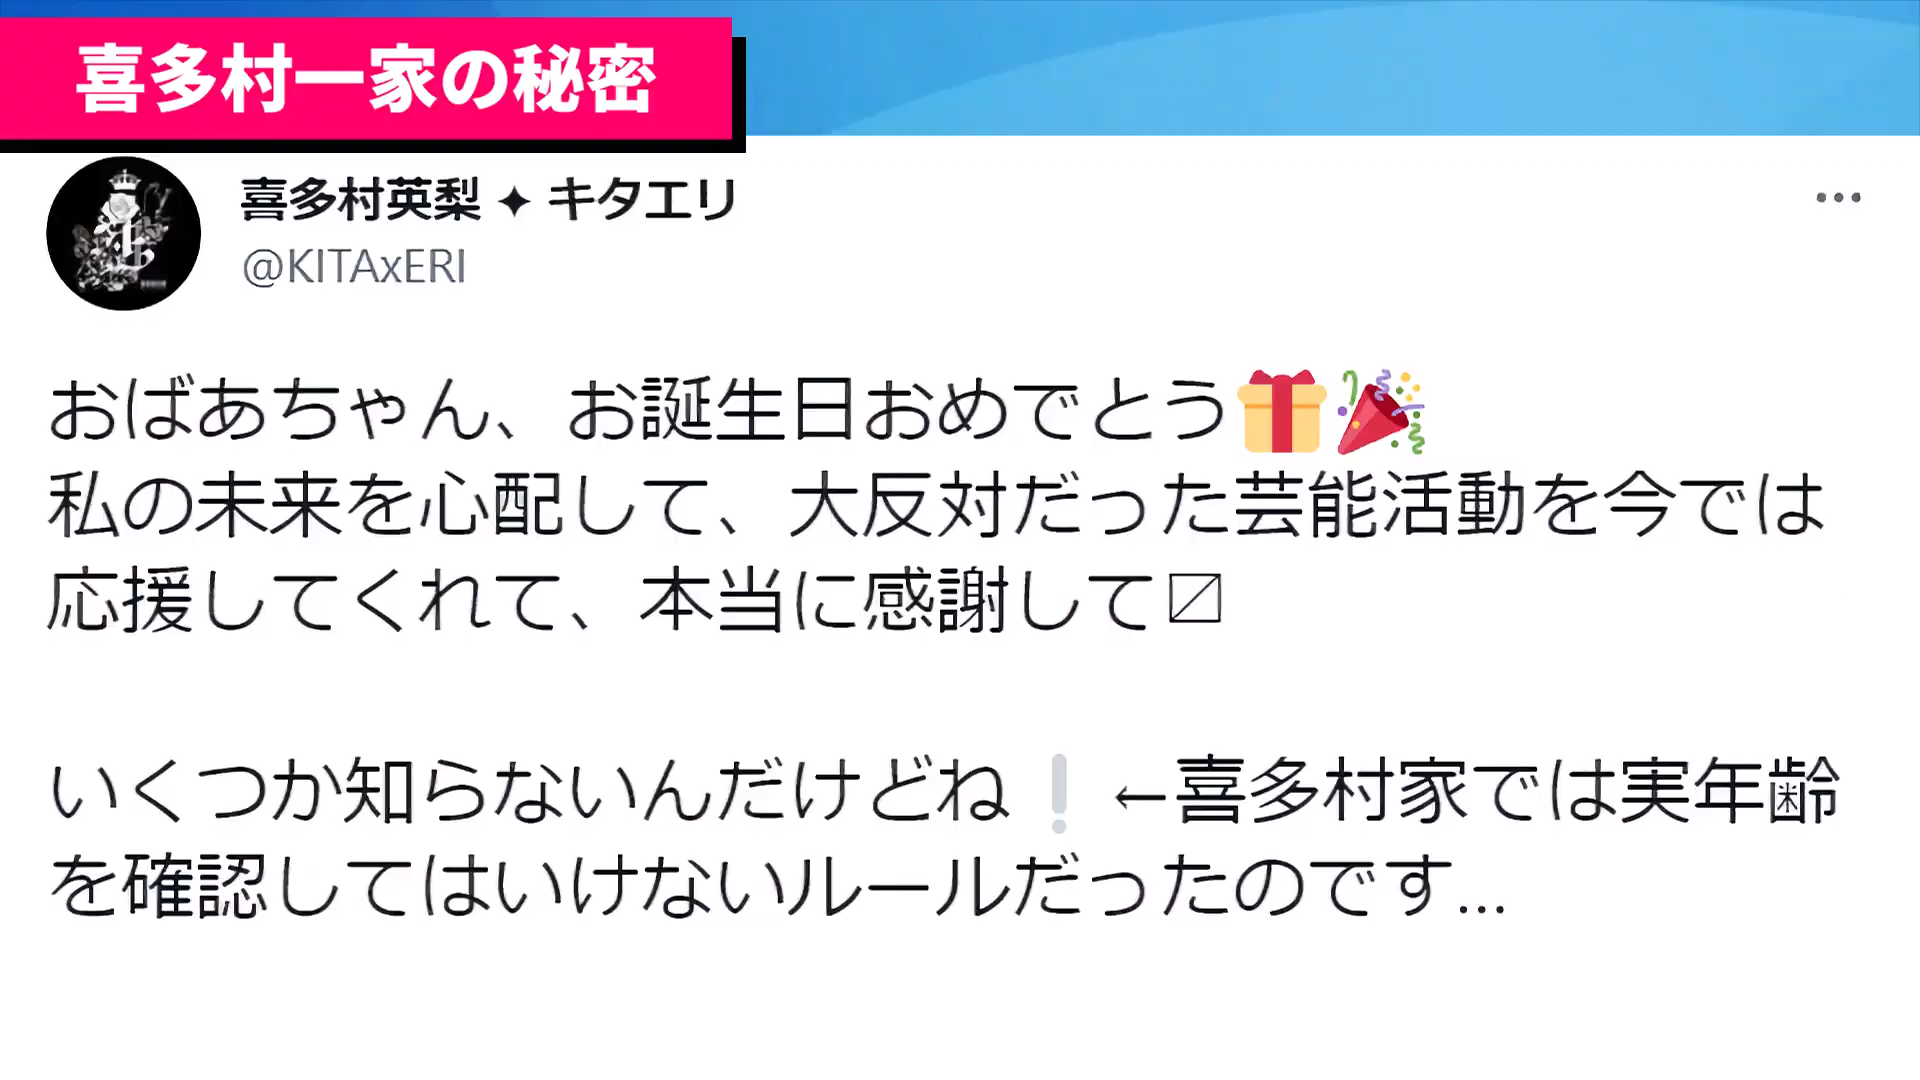 喜多村一家の秘密
喜多村英梨 ✦ キタエリ
@KITAxERI
おばあちゃん、お誕生日おめでとう🎁🎉
私の未来を心配して、大反対だった芸能活動を今では
応援してくれて、本当に感謝して〼
いくつか知らないんだけどね❕←喜多村家では実年齢
を確認してはいけないルールだったのです...